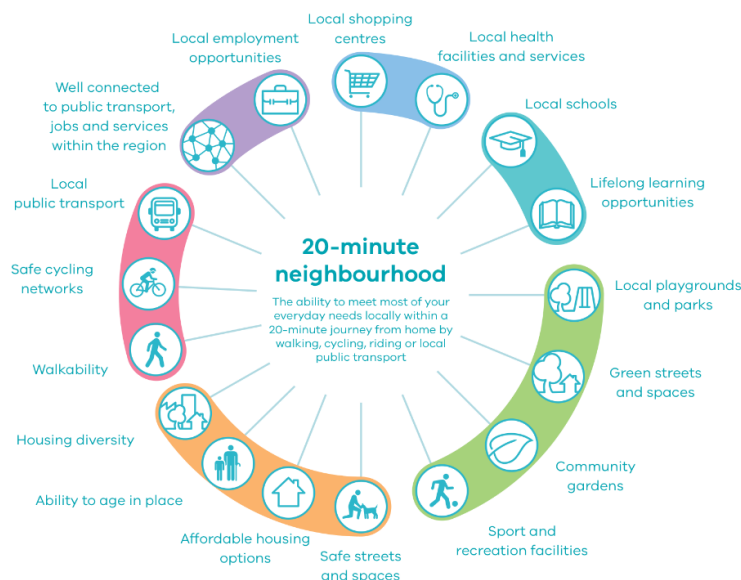 Local shopping
centres
Local health
facilities and services
Local schools
Lifelong learning
opportunities
Local playgrounds
and parks
Green streets
and spaces
Community
gardens
Sport and
recreation facilities
Safe streets
and spaces
Affordable housing
options
Ability to age in place
Housing diversity
Walkability
Safe cycling
networks
Local
public transport
Well connected
to public transport,
jobs and services
within the region
Local employment
opportunities
20-minute
neighbourhood
The ability to meet most of your
everyday needs locally within a
20-minute journey from home by
walking, cycling, riding or local
public transport